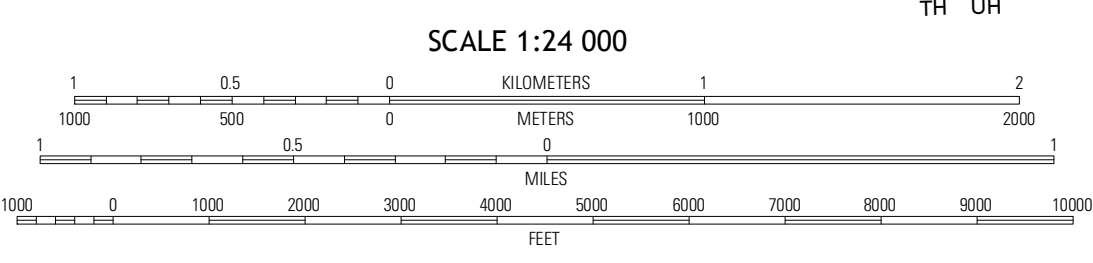 TH UH
SCALE 1:24 000
1 0.5 0 KILOMETERS 1 2
1000 500 0 METERS 1000 2000
1 0.5 0 1
MILES
1000 0 1000 2000 3000 4000 5000 6000 7000 8000 9000 10000
FEET